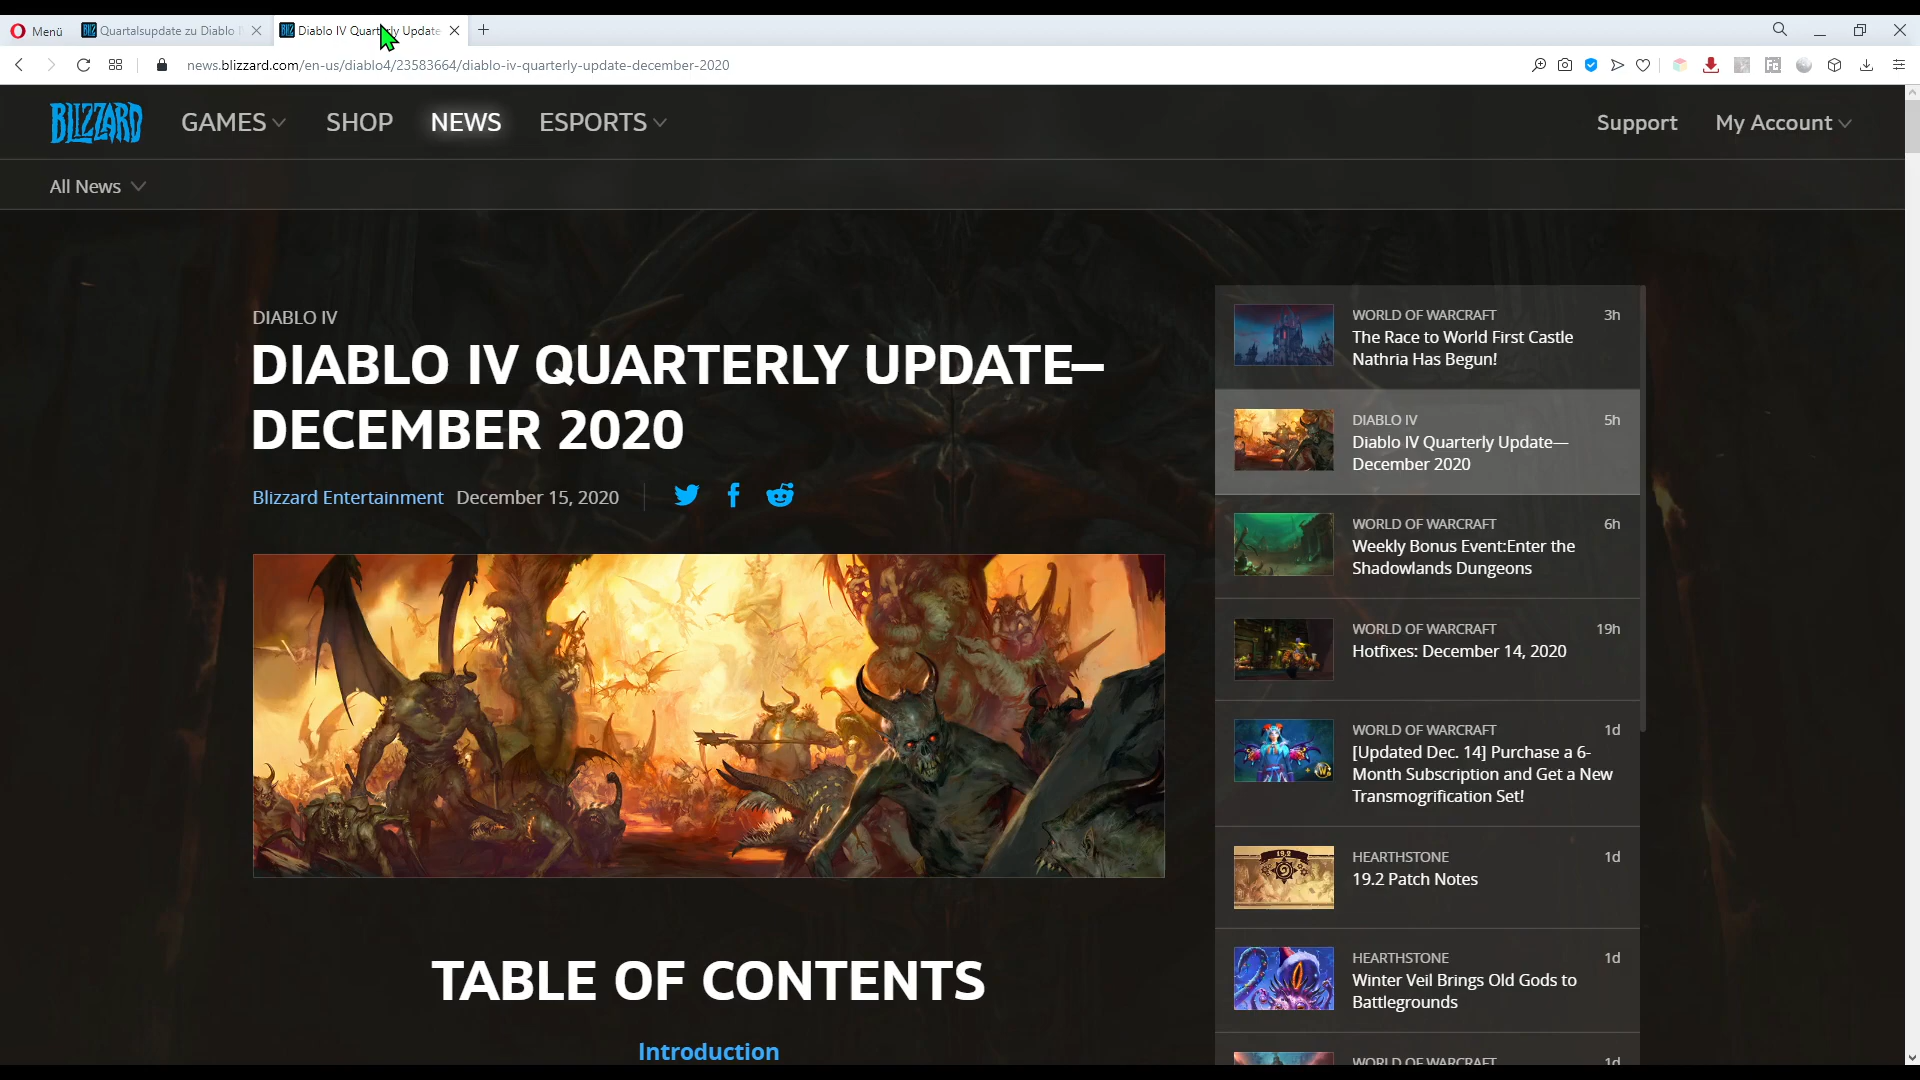 Menü
Quartalsupdate zu Diablo
Diablo IV Quarterly Update
news.blizzard.com/en-us/diablo4/23583664/diablo-iv-quarterly-update-december-2020
BLIZZARD
GAMES
SHOP
NEWS
ESPORTS
Support
My Account
All News
DIABLO IV
DIABLO IV QUARTERLY UPDATE—
DECEMBER 2020
Blizzard Entertainment December 15, 2020
TABLE OF CONTENTS
Introduction
WORLD OF WARCRAFT 3h
The Race to World First Castle
Nathria Has Begun!
DIABLO IV 5h
Diablo IV Quarterly Update—
December 2020
WORLD OF WARCRAFT 6h
Weekly Bonus Event:Enter the
Shadowlands Dungeons
WORLD OF WARCRAFT 19h
Hotfixes: December 14, 2020
WORLD OF WARCRAFT 1d
[Updated Dec. 14] Purchase a 6-
Month Subscription and Get a New
Transmogrification Set!
HEARTHSTONE 1d
19.2
19.2 Patch Notes
HEARTHSTONE 1d
Winter Veil Brings Old Gods to
Battlegrounds
WORLD OF WARCRAFT 1d